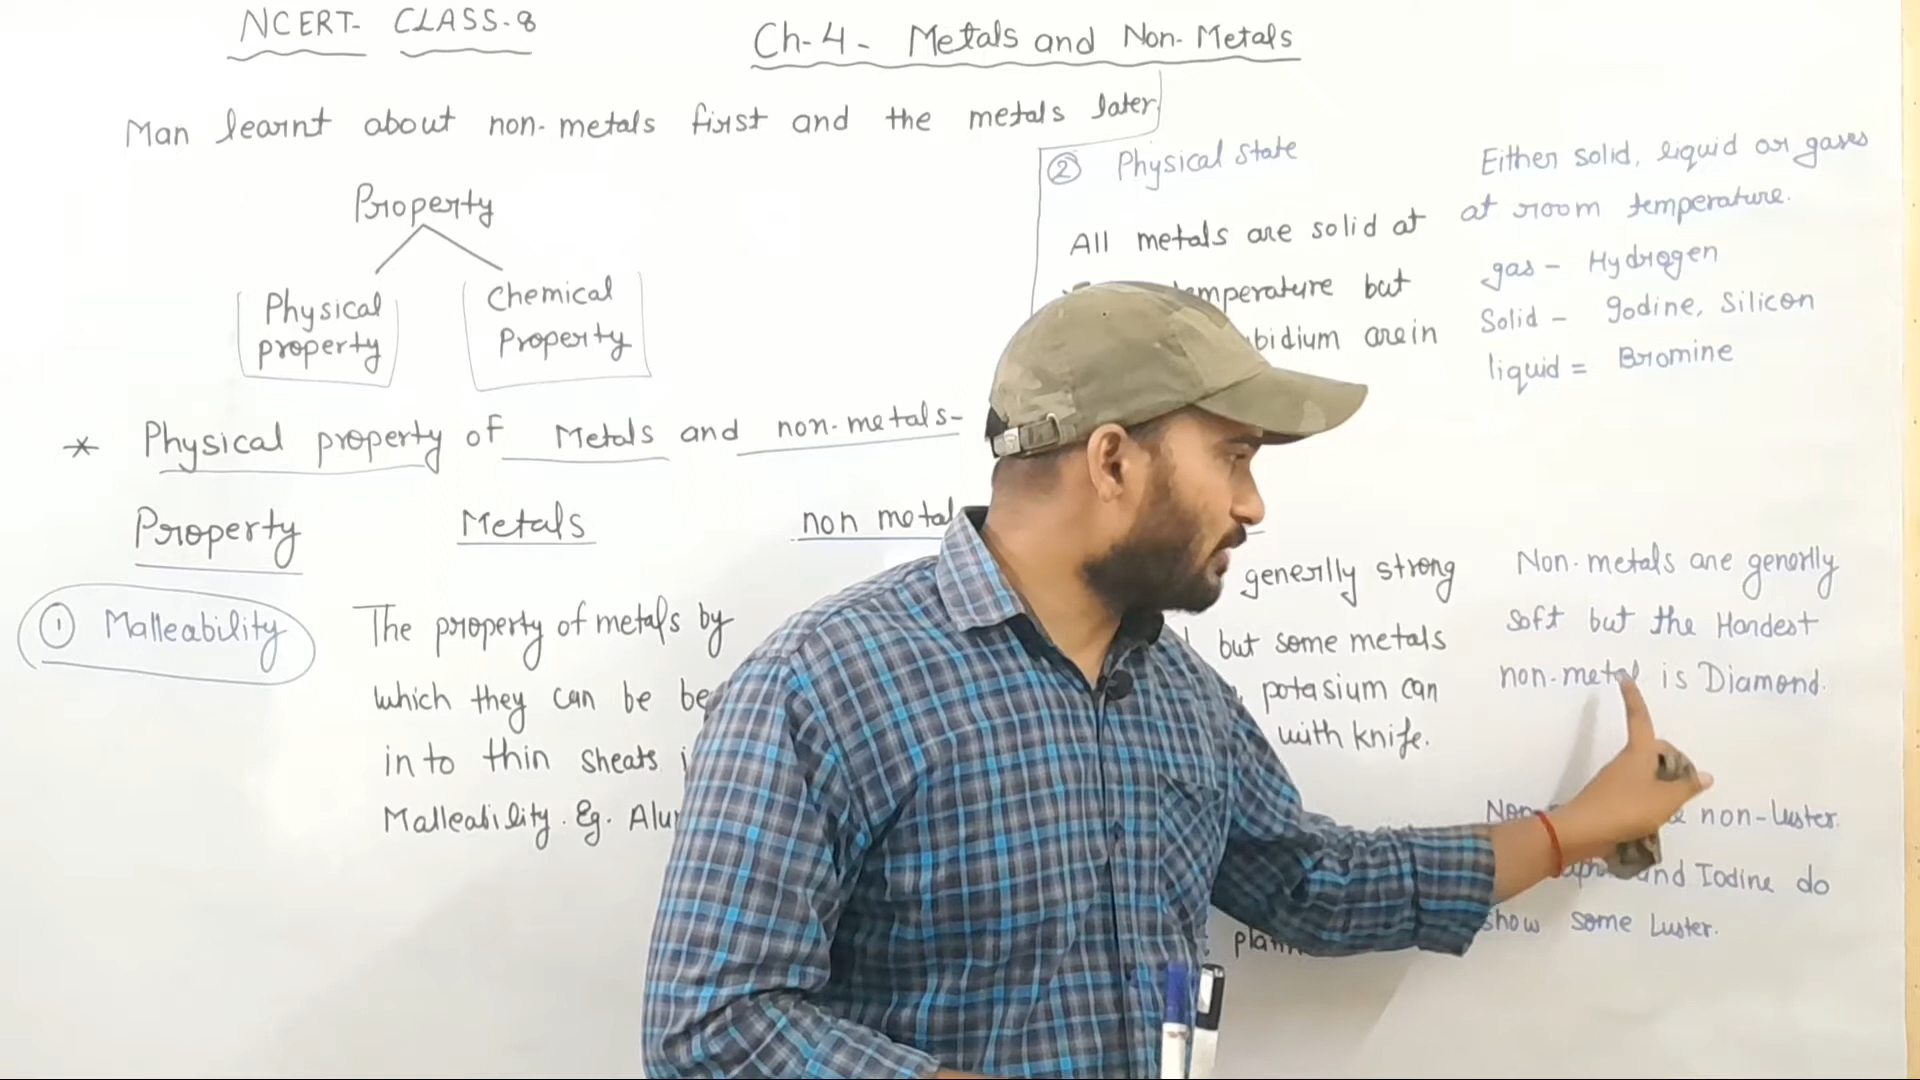 NCERT- CLASS-8
Ch-4- Metals and Non-Metals
Man learnt about non-metals first and the metals later
Property
Physical property
Chemical Property
* Physical property of Metals and non-metals-
Property Metals non metal
① Malleability
The property of metals by
which they can be
in to thin sheats
Malleability. Eg.
② Physical state
All metals are solid at
but
are in
Either solid, liquid or gases
at room temperature.
gas - Hydrogen
Solid - Iodine, Silicon
liquid = Bromine
generlly strong
but some metals
potasium can
with knife.
Non-metals are generlly
soft but the Hardest
non-metal is Diamond.
non-luster.
and Iodine do
show some Luster.